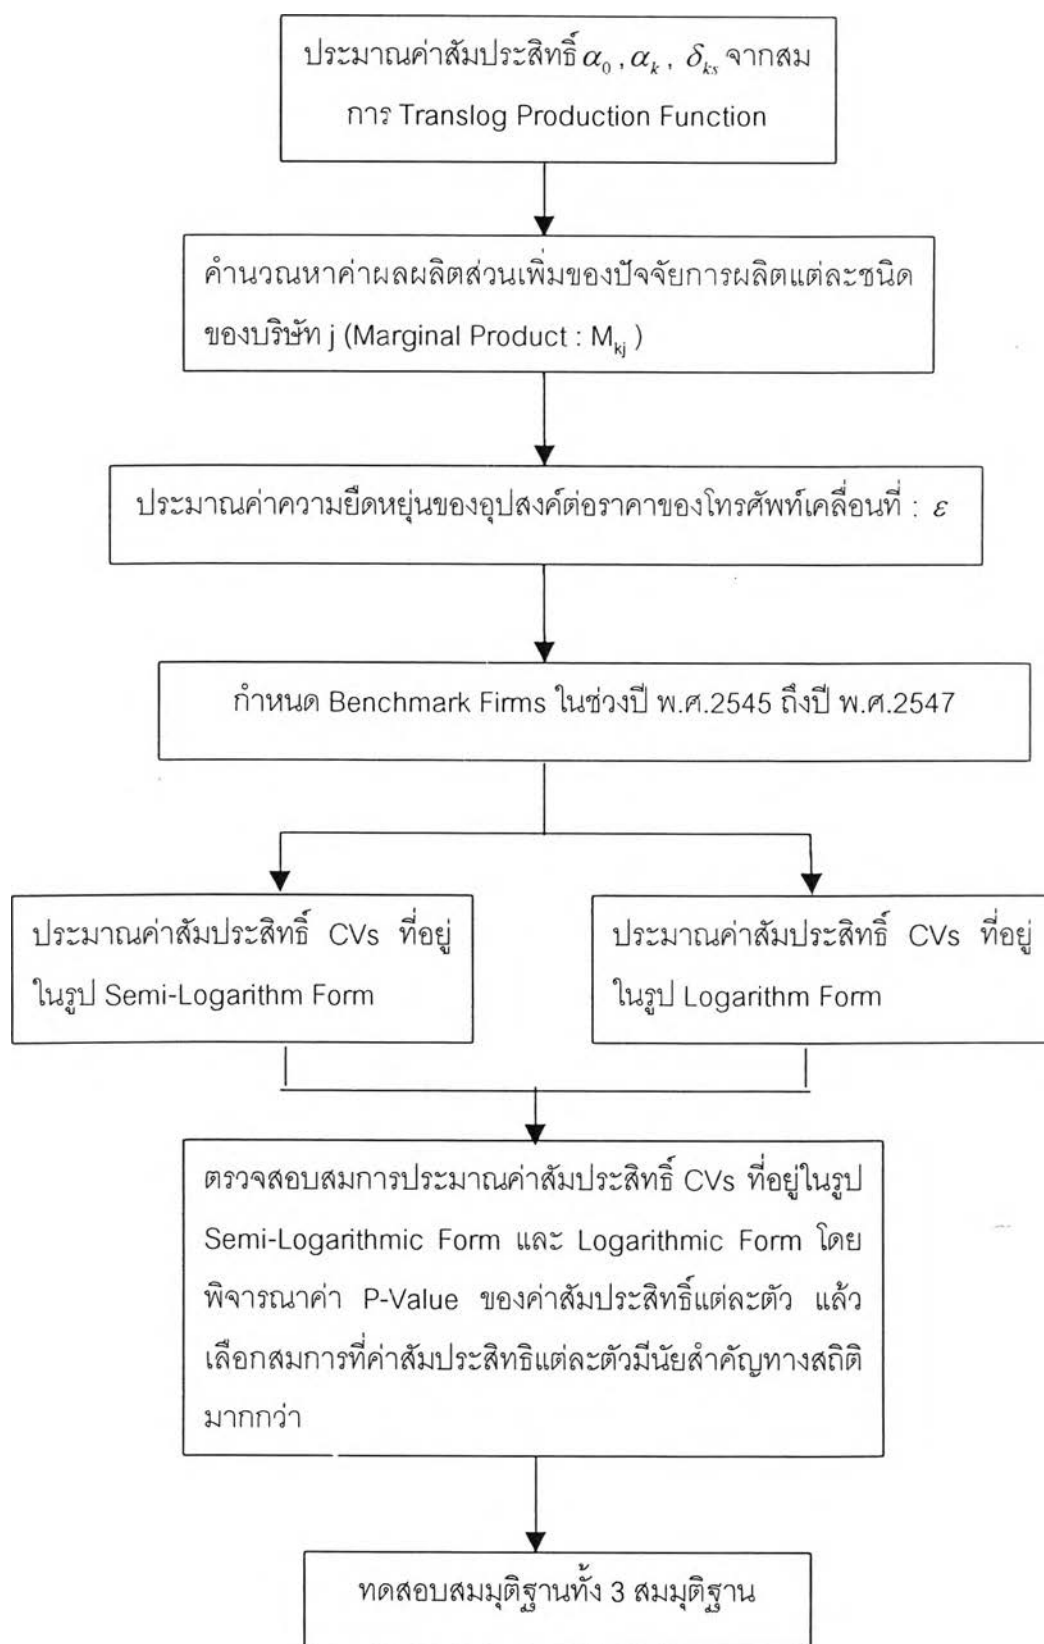 ประมาณค่าสัมประสิทธิ์ α₀ , αₖ , δₖₛ จากสม
การ Translog Production Function
คำนวณหาค่าผลผลิตส่วนเพิ่มของปัจจัยการผลิตแต่ละชนิด
ของบริษัท j (Marginal Product : Mkj )
ประมาณค่าความยืดหยุ่นของอุปสงค์ต่อราคาของโทรศัพท์เคลื่อนที่ : ε
กำหนด Benchmark Firms ในช่วงปี พ.ศ.2545 ถึงปี พ.ศ.2547
ประมาณค่าสัมประสิทธิ์ CVs ที่อยู่
ในรูป Semi-Logarithm Form
ประมาณค่าสัมประสิทธิ์ CVs ที่อยู่
ในรูป Logarithm Form
ตรวจสอบสมการประมาณค่าสัมประสิทธิ์ CVs ที่อยู่ในรูป
Semi-Logarithmic Form และ Logarithmic Form โดย
พิจารณาค่า P-Value ของค่าสัมประสิทธิ์แต่ละตัว แล้ว
เลือกสมการที่ค่าสัมประสิทธิแต่ละตัวมีนัยสำคัญทางสถิติ
มากกว่า
ทดสอบสมมุติฐานทั้ง 3 สมมุติฐาน